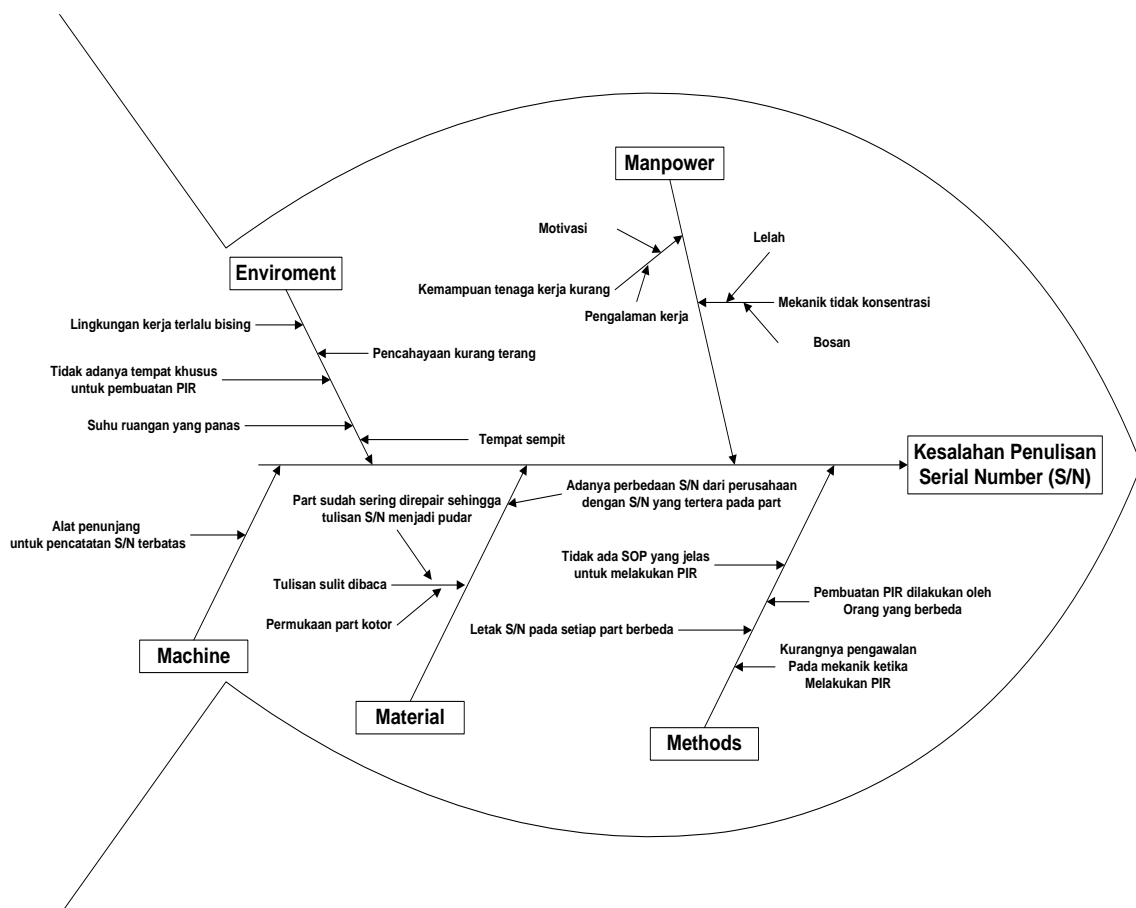 Manpower
Motivasi
Lelah
Enviroment
Kemampuan tenaga kerja kurang
Mekanik tidak konsentrasi
Pengalaman kerja
Lingkungan kerja terlalu bising
Bosan
Pencahayaan kurang terang
Tidak adanya tempat khusus
untuk pembuatan PIR
Suhu ruangan yang panas
Tempat sempit
Kesalahan Penulisan
Serial Number (S/N)
Part sudah sering direpair sehingga
tulisan S/N menjadi pudar
Adanya perbedaan S/N dari perusahaan
dengan S/N yang tertera pada part
Alat penunjang
untuk pencatatan S/N terbatas
Tidak ada SOP yang jelas
untuk melakukan PIR
Tulisan sulit dibaca
Pembuatan PIR dilakukan oleh
Orang yang berbeda
Permukaan part kotor
Letak S/N pada setiap part berbeda
Machine
Kurangnya pengawalan
Pada mekanik ketika
Melakukan PIR
Material
Methods